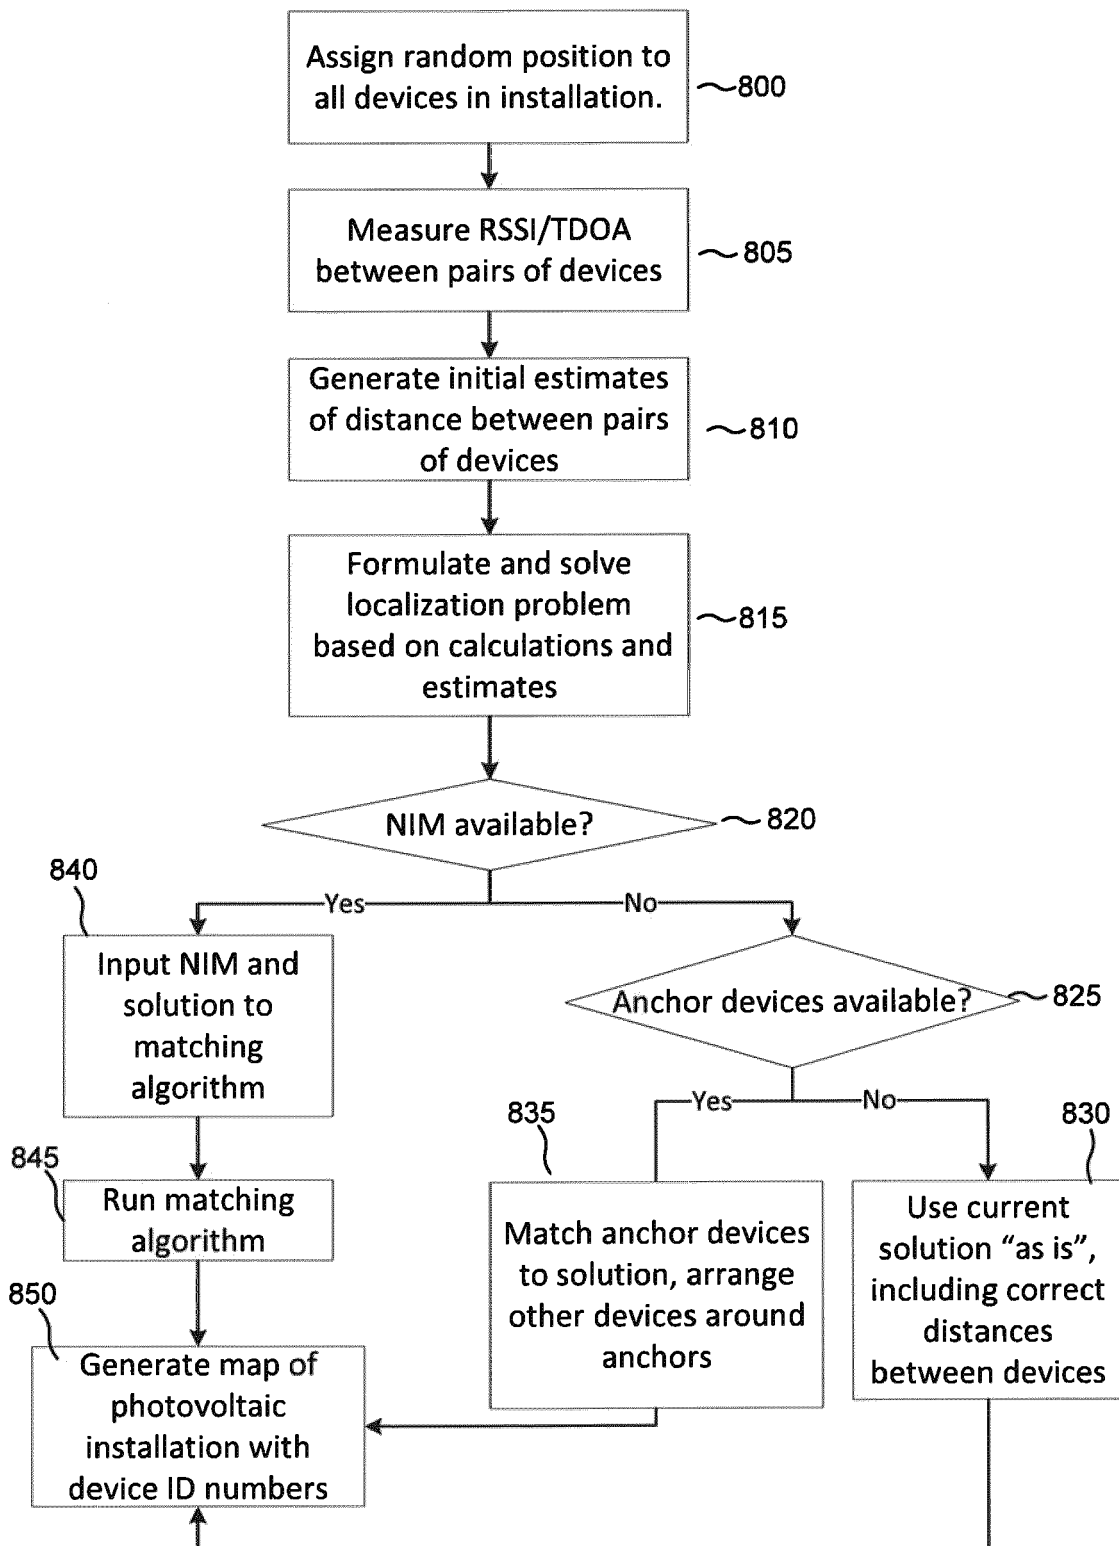 Assign random position to
all devices in installation.
800
Measure RSSI/TDOA
between pairs of devices
805
Generate initial estimates
of distance between pairs
of devices
810
Formulate and solve
localization problem
based on calculations and
estimates
815
NIM available?
820
Yes
No
840
Input NIM and
solution to
matching
algorithm
Anchor devices available?
825
Yes
No
845
Run matching
algorithm
835
Match anchor devices
to solution, arrange
other devices around
anchors
830
Use current
solution “as is”,
including correct
distances
between devices
850
Generate map of
photovoltaic
installation with
device ID numbers